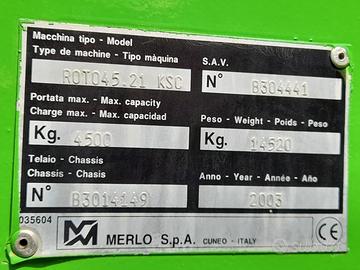 Macchina tipo - Model
Type de machine - Tipo máquina
ROTO45.21 KSC
S.A.V.
N° B304441
Portata max. - Max. capacity
Charge max. - Max. capacidad
Kg. 4500
Peso - Weight - Poids - Peso
Kg. 14520
Telaio - Chassis
Chassis - Chasis
N° B3014149
Anno - Year - Année - Año
2003
035604
MERLO S.p.A. CUNEO - ITALY
CE